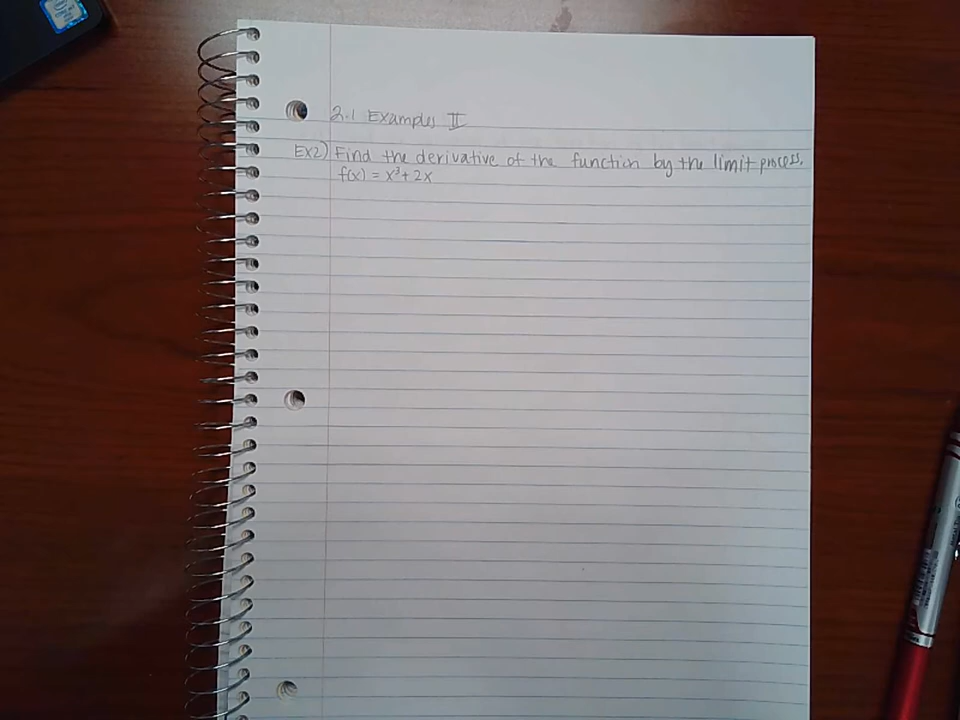 2.1 Examples II
EX2) Find the derivative of the function by the limit process.
f(x) = x³ + 2x